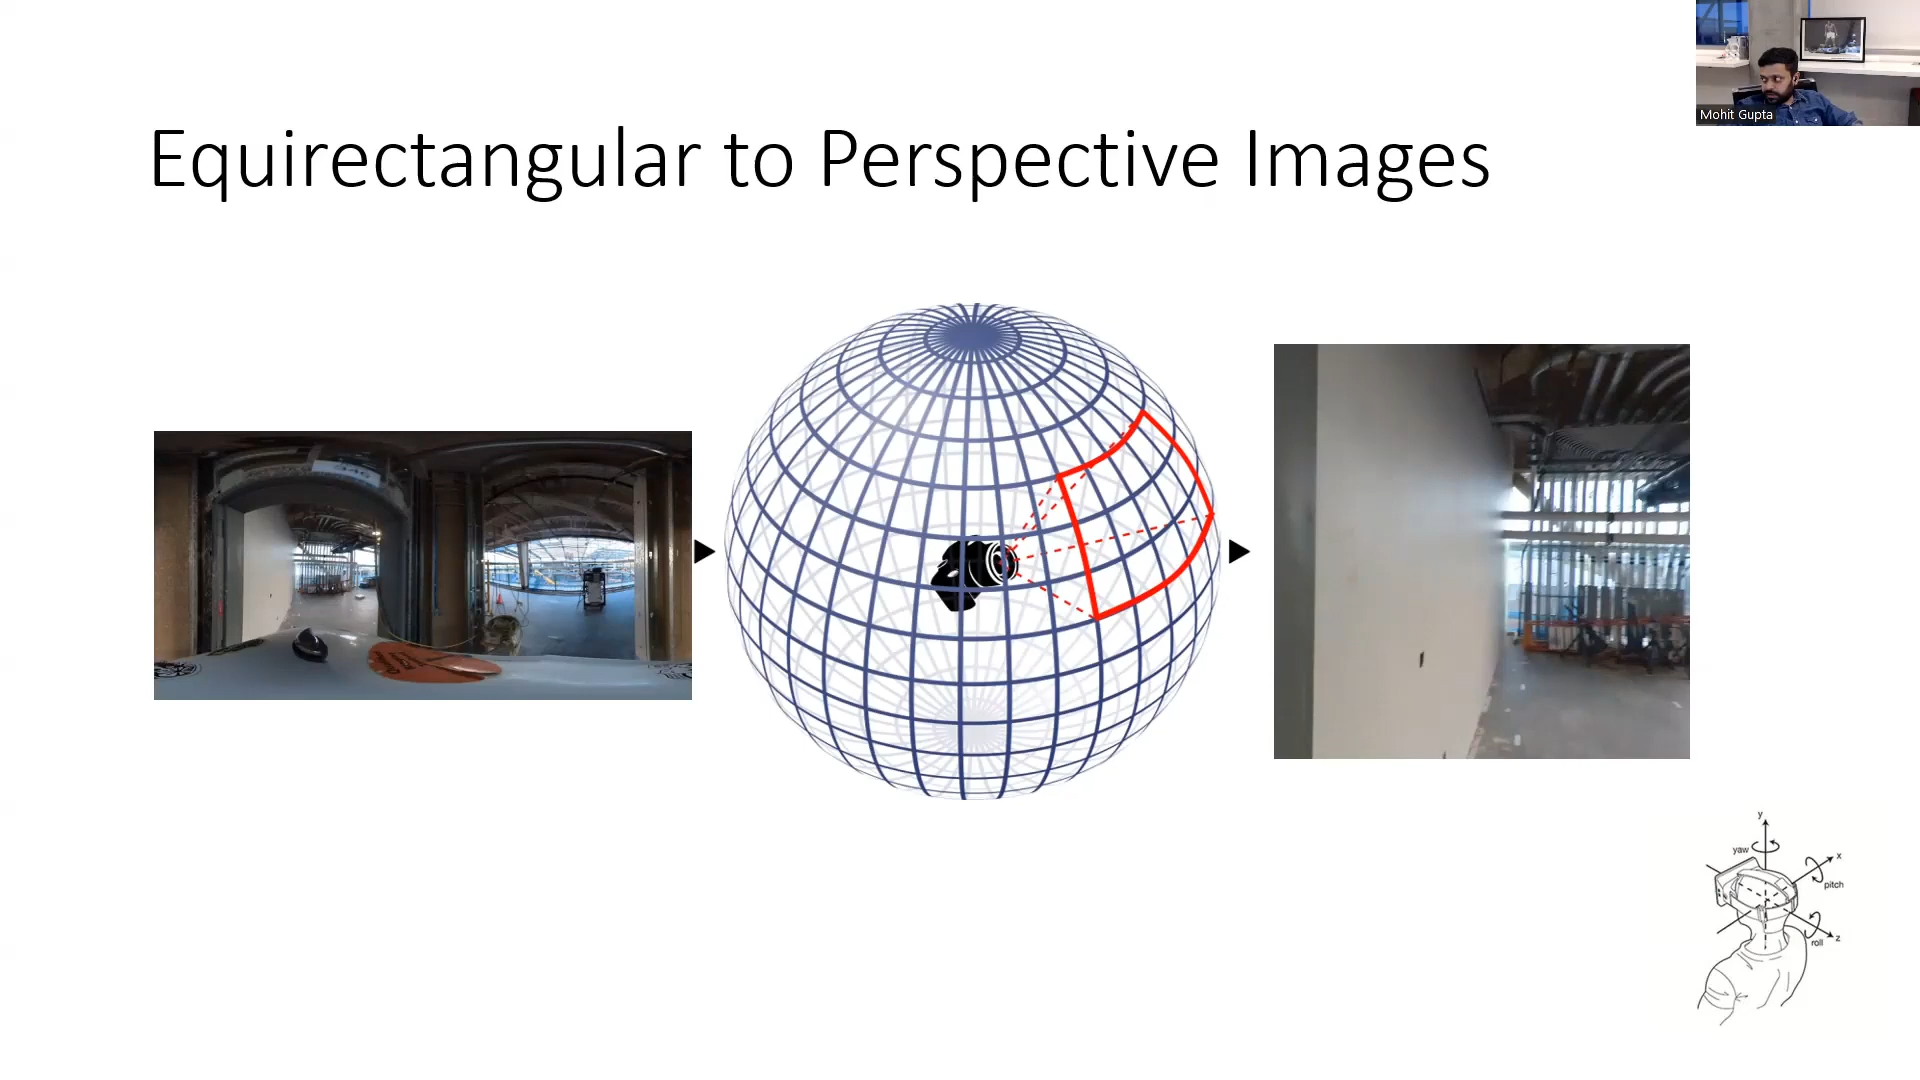 Mohit Gupta
Equirectangular to Perspective Images
y
yaw
x
pitch
roll
z